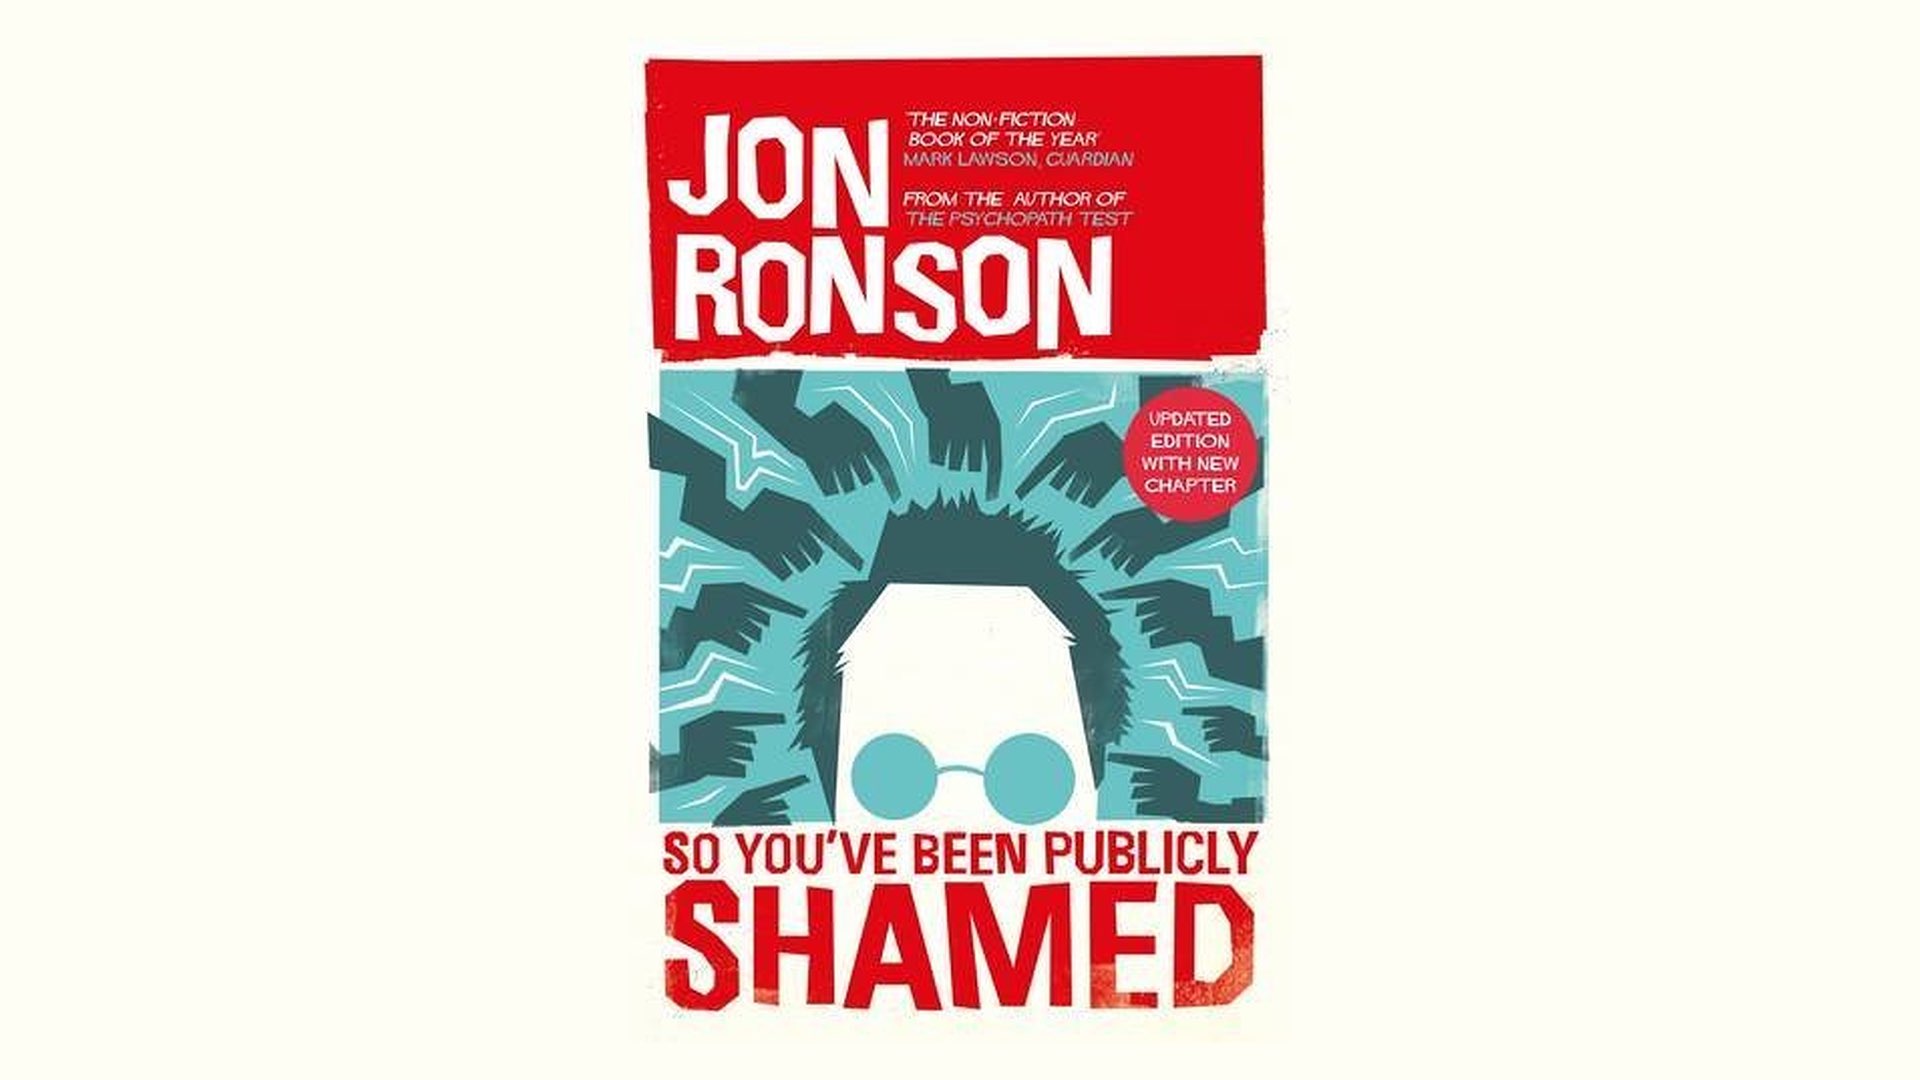 JON
RONSON
'THE NON-FICTION
BOOK OF THE YEAR'
MARK LAWSON, GUARDIAN
FROM THE AUTHOR OF
THE PSYCHOPATH TEST
UPDATED
EDITION
WITH NEW
CHAPTER
SO YOU'VE BEEN PUBLICLY
SHAMED